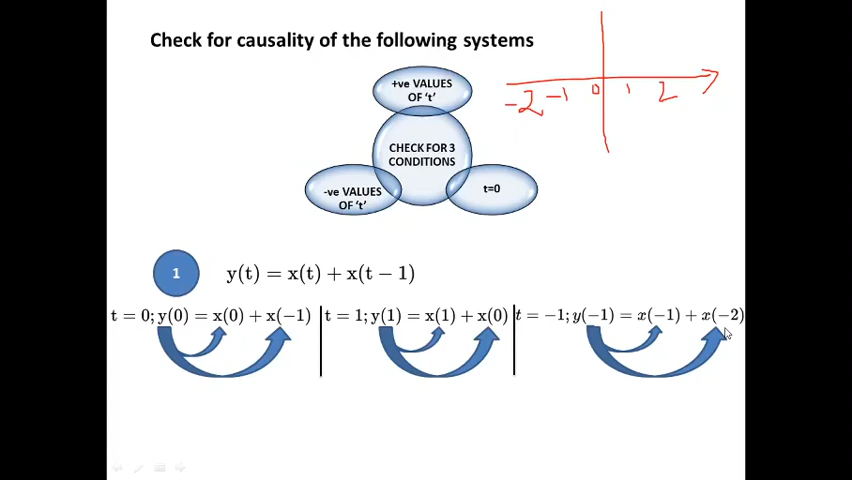 Check for causality of the following systems
+ve VALUES
OF 't'
-2 -1 0 1 2
CHECK FOR 3
CONDITIONS
-ve VALUES
OF 't'
t=0
1
y(t) = x(t) + x(t − 1)
t = 0; y(0) = x(0) + x(−1)
t = 1; y(1) = x(1) + x(0)
t = −1; y(−1) = x(−1) + x(−2)